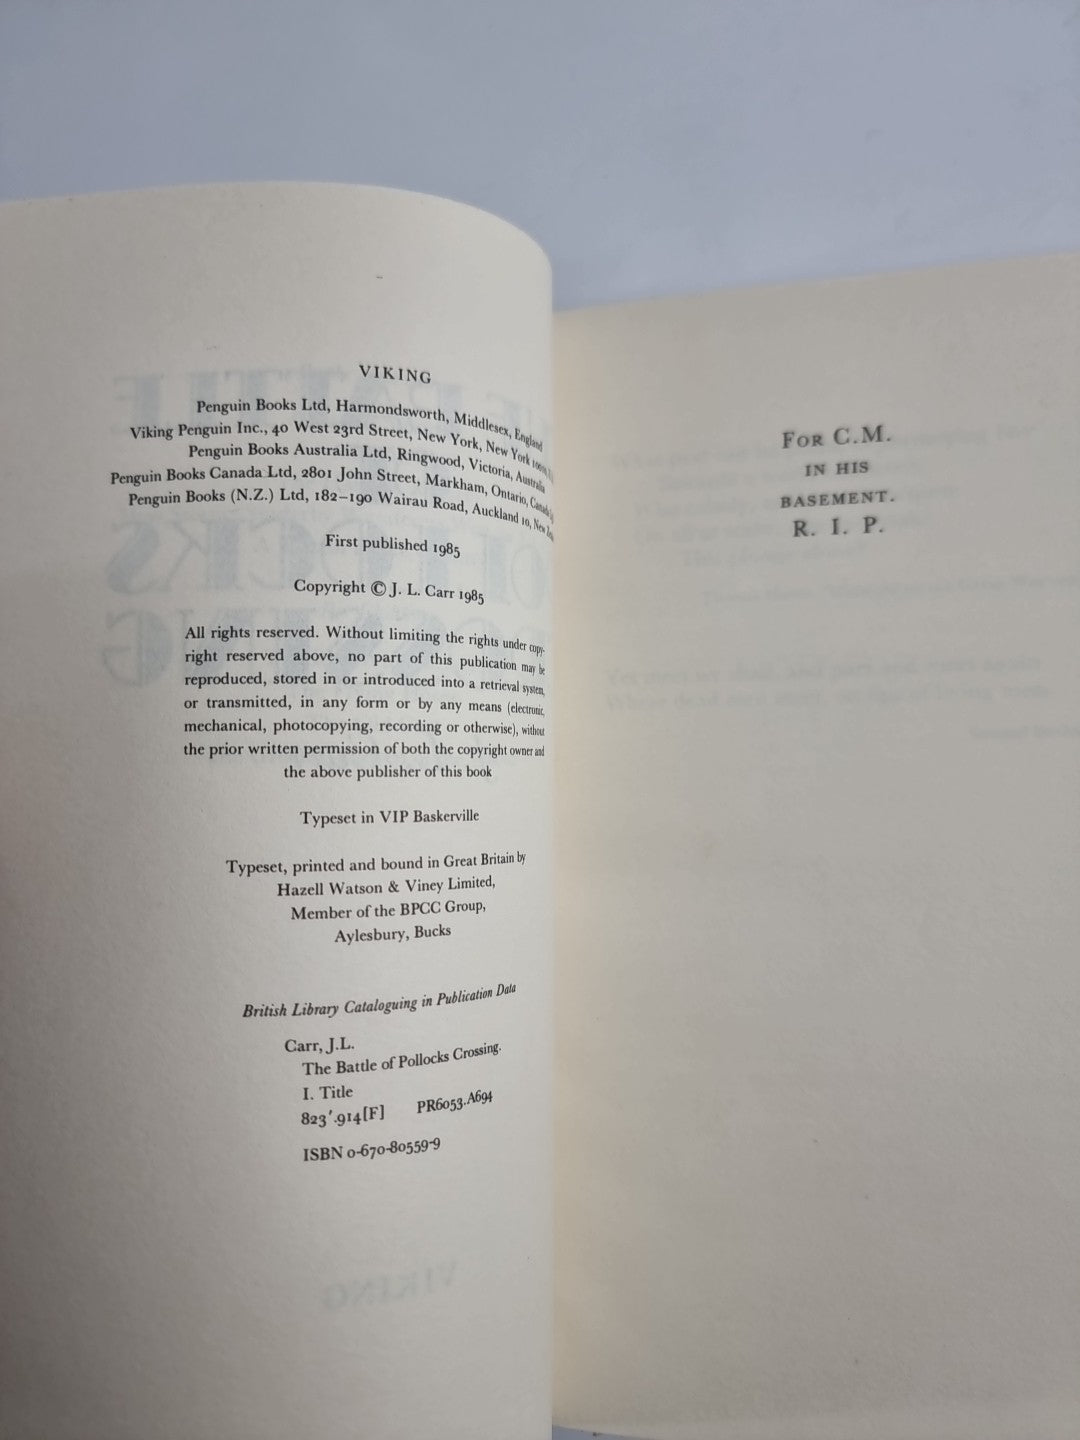 VIKING
Penguin Books Ltd, Harmondsworth, Middlesex, England
Viking Penguin Inc., 40 West 23rd Street, New York, New York
Penguin Books Australia Ltd, Ringwood, Victoria, Australia
Penguin Books Canada Ltd, 2801 John Street, Markham, Ontario, Canada
Penguin Books (N.Z.) Ltd, 182–190 Wairau Road, Auckland 10, New
First published 1985
Copyright © J. L. Carr 1985
All rights reserved. Without limiting the rights under copy-
right reserved above, no part of this publication may be
reproduced, stored in or introduced into a retrieval system,
or transmitted, in any form or by any means (electronic,
mechanical, photocopying, recording or otherwise), without
the prior written permission of both the copyright owner and
the above publisher of this book
Typeset in VIP Baskerville
Typeset, printed and bound in Great Britain by
Hazell Watson & Viney Limited,
Member of the BPCC Group,
Aylesbury, Bucks
British Library Cataloguing in Publication Data
Carr, J.L.
The Battle of Pollocks Crossing.
I. Title
823'.914[F] PR6053.A694
ISBN 0-670-80559-9
FOR C.M.
IN HIS
BASEMENT.
R. I. P.